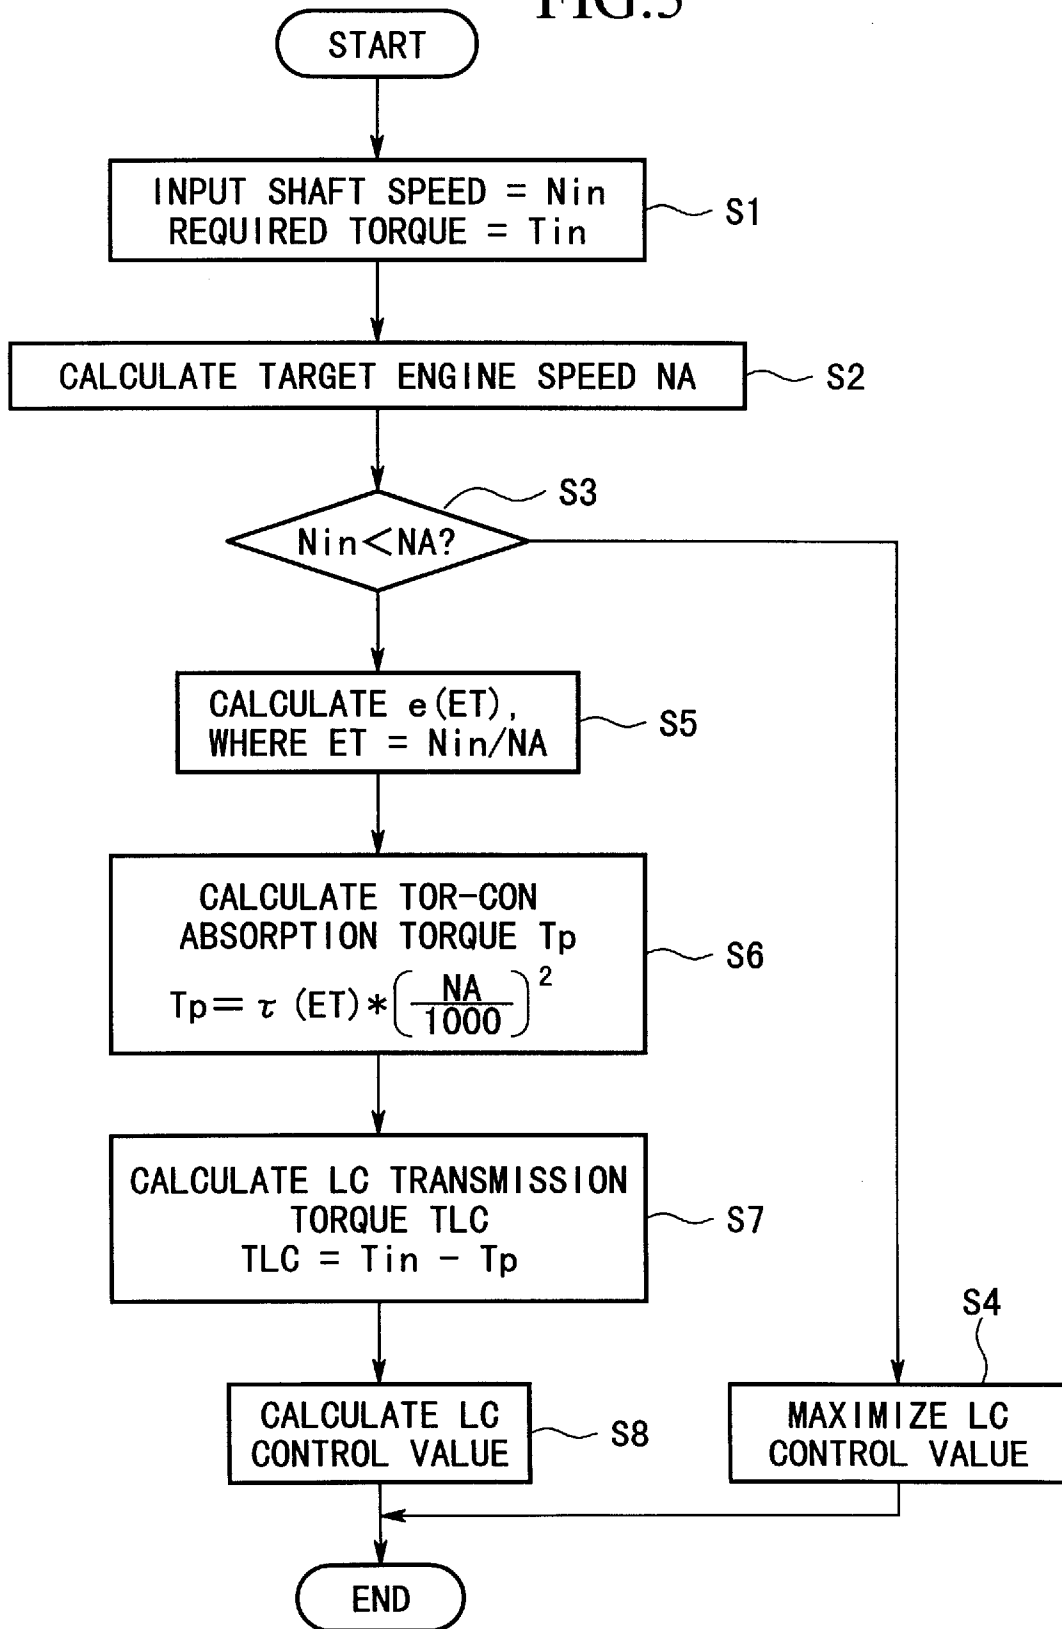 FIG.5
START
INPUT SHAFT SPEED = Nin
REQUIRED TORQUE = Tin
S1
CALCULATE TARGET ENGINE SPEED NA
S2
S3
Nin<NA?
CALCULATE e(ET),
WHERE ET = Nin/NA
S5
CALCULATE TOR-CON
ABSORPTION TORQUE Tp
Tp=τ(ET)*(NA/1000)²
S6
CALCULATE LC TRANSMISSION
TORQUE TLC
TLC = Tin - Tp
S7
S4
CALCULATE LC
CONTROL VALUE
S8
MAXIMIZE LC
CONTROL VALUE
END